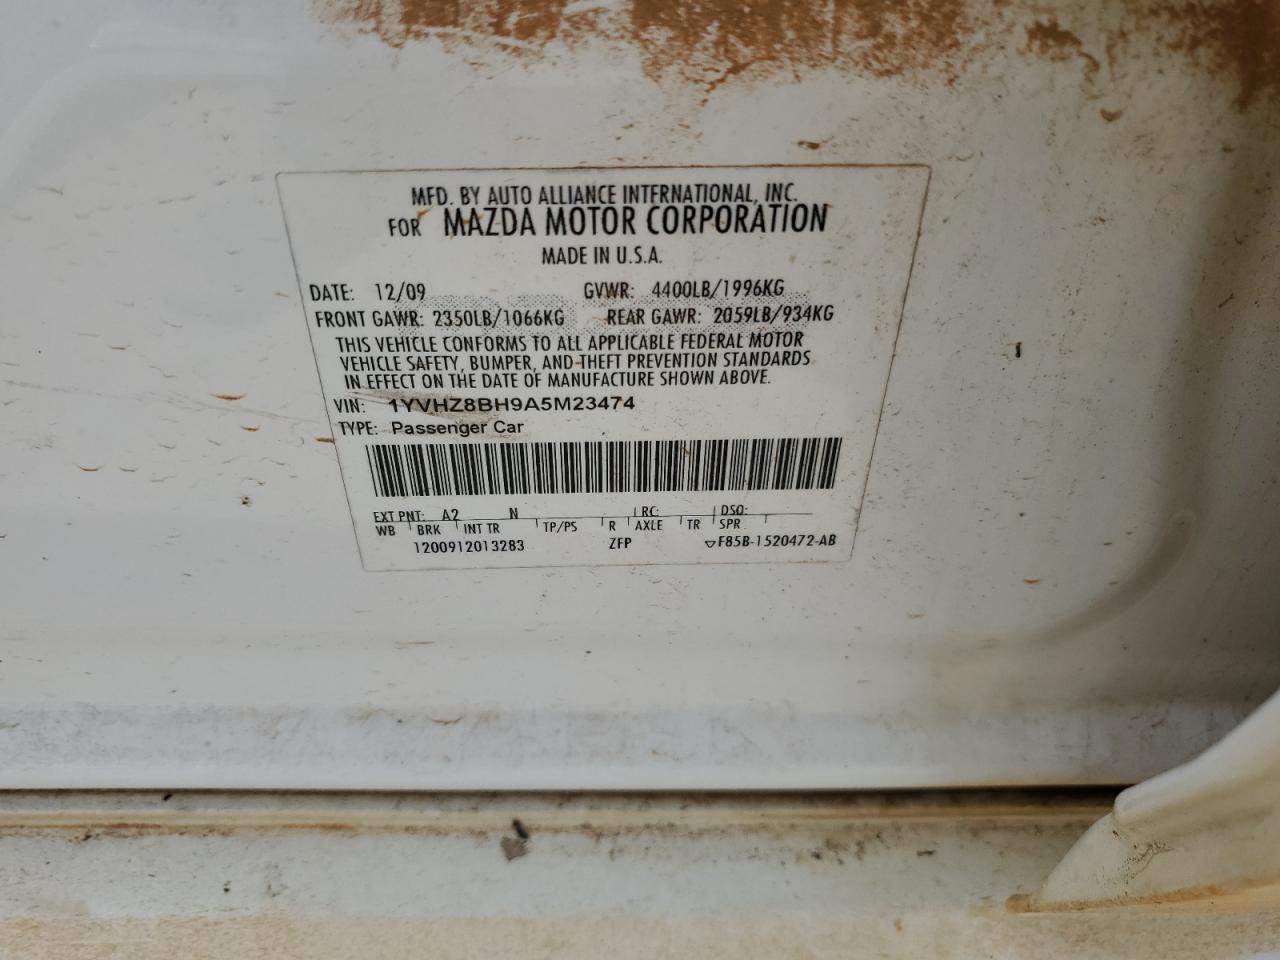 MFD. BY AUTO ALLIANCE INTERNATIONAL, INC.
FOR MAZDA MOTOR CORPORATION
MADE IN U.S.A.
DATE: 12/09 GVWR: 4400LB/1996KG
FRONT GAWR: 2350LB/1066KG REAR GAWR: 2059LB/934KG
THIS VEHICLE CONFORMS TO ALL APPLICABLE FEDERAL MOTOR
VEHICLE SAFETY, BUMPER, AND THEFT PREVENTION STANDARDS
IN EFFECT ON THE DATE OF MANUFACTURE SHOWN ABOVE.
VIN: 1YVHZ8BH9A5M23474
TYPE: Passenger Car
EXT PNT: A2 N RC: DSO:
WB BRK INT TR TP/PS R AXLE TR SPR
1200912013283 ZFP ▽F85B-1520472-AB